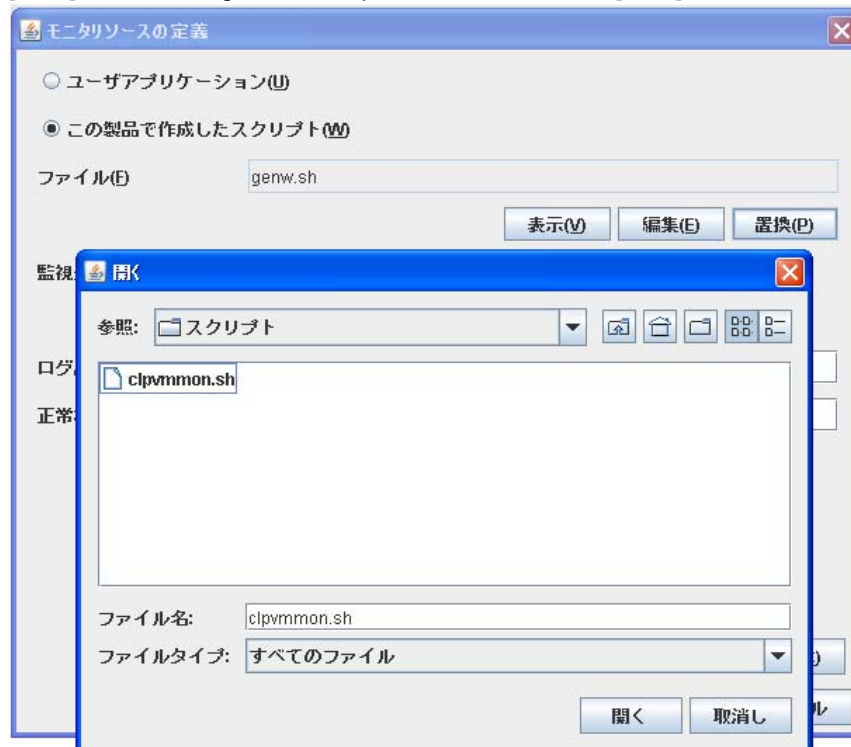 モニタリソースの定義
ユーザアプリケーション(U)
この製品で作成したスクリプト(W)
ファイル(F) genw.sh
表示(V) 編集(E) 置換(P)
監視
開く
参照: スクリプト
ログ
clpvmmon.sh
正常
ファイル名: clpvmmon.sh
ファイルタイプ: すべてのファイル
開く 取消し ル